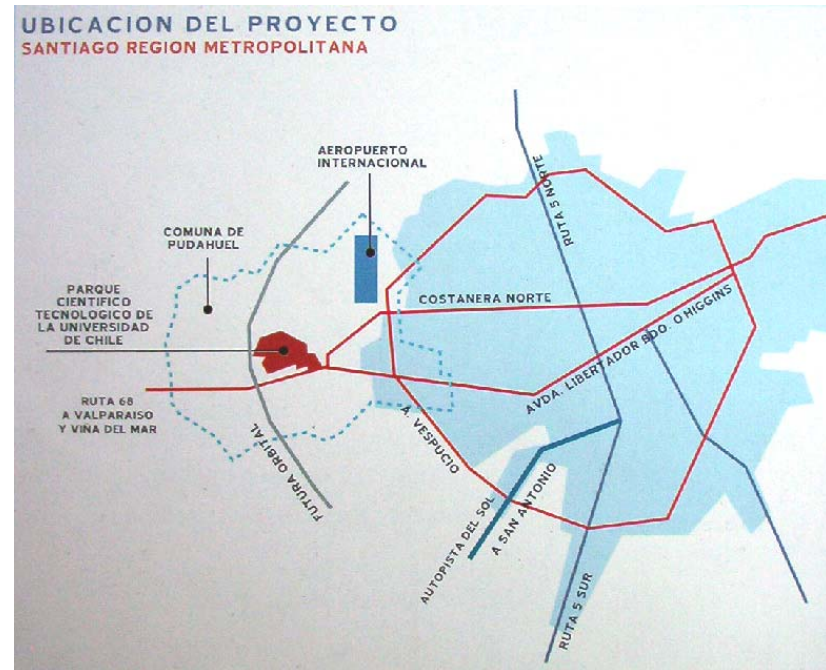 UBICACION DEL PROYECTO
SANTIAGO REGION METROPOLITANA
AEROPUERTO
INTERNACIONAL
RUTA 5 NORTE
COMUNA DE
PUDAHUEL
PARQUE
CIENTIFICO
TECNOLOGICO DE
LA UNIVERSIDAD
DE CHILE
COSTANERA NORTE
AVDA. LIBERTADOR BDO. O HIGGINS
RUTA 68
A VALPARAISO
Y VIÑA DEL MAR
FUTURA ORBITAL
A. VESPUCIO
AUTOPISTA DEL SOL
A SAN ANTONIO
RUTA 5 SUR